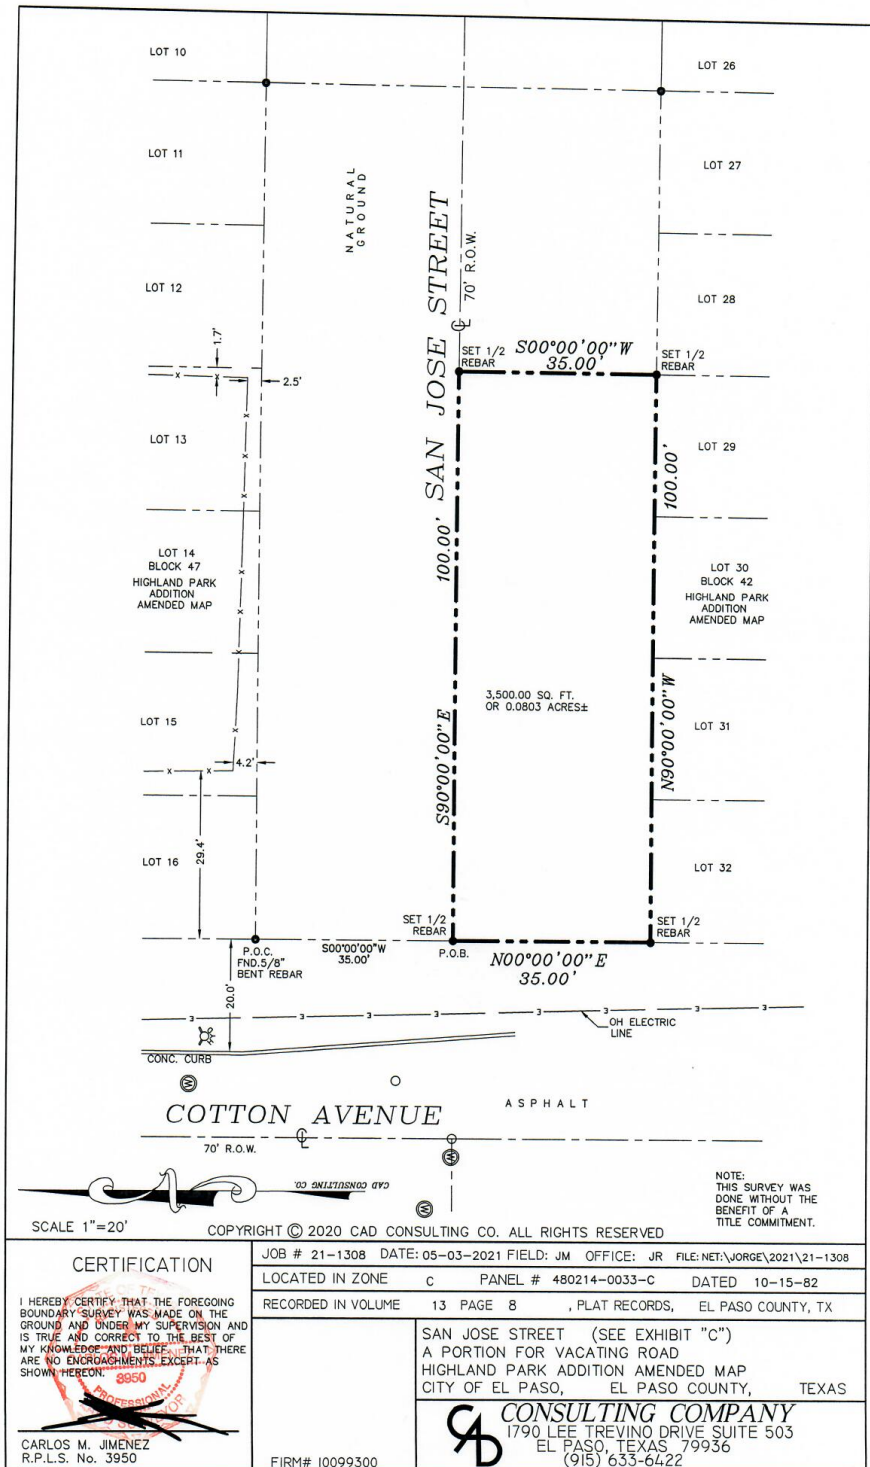 LOT 10
LOT 26
LOT 11
LOT 27
NATURAL
GROUND
SAN JOSE STREET
70' R.O.W.
LOT 12
LOT 28
1.7'
2.5'
SET 1/2
REBAR
S00°00'00"W
35.00'
SET 1/2
REBAR
LOT 13
LOT 29
100.00'
100.00'
LOT 14
BLOCK 47
HIGHLAND PARK
ADDITION
AMENDED MAP
LOT 30
BLOCK 42
HIGHLAND PARK
ADDITION
AMENDED MAP
3,500.00 SQ. FT.
OR 0.0803 ACRES±
LOT 15
LOT 31
S90°00'00"E
N90°00'00"W
4.2'
29.4'
LOT 16
LOT 32
SET 1/2
REBAR
SET 1/2
REBAR
P.O.C.
FND.5/8"
BENT REBAR
S00°00'00"W
35.00'
P.O.B.
N00°00'00"E
35.00'
20.0'
OH ELECTRIC
LINE
CONC. CURB
COTTON AVENUE
ASPHALT
70' R.O.W.
CAD CONSULTING CO.
NOTE:
THIS SURVEY WAS
DONE WITHOUT THE
BENEFIT OF A
TITLE COMMITMENT.
SCALE 1"=20'
COPYRIGHT © 2020 CAD CONSULTING CO. ALL RIGHTS RESERVED
CERTIFICATION
I HEREBY CERTIFY THAT THE FOREGOING
BOUNDARY SURVEY WAS MADE ON THE
GROUND AND UNDER MY SUPERVISION AND
IS TRUE AND CORRECT TO THE BEST OF
MY KNOWLEDGE AND BELIEF. THAT THERE
ARE NO ENCROACHMENTS EXCEPT AS
SHOWN HEREON.
CARLOS M. JIMENEZ
3950
PROFESSIONAL
CARLOS M. JIMENEZ
R.P.L.S. No. 3950
JOB # 21-1308 DATE: 05-03-2021 FIELD: JM OFFICE: JR FILE: NET:\JORGE\2021\21-1308
LOCATED IN ZONE C PANEL # 480214-0033-C DATED 10-15-82
RECORDED IN VOLUME 13 PAGE 8 , PLAT RECORDS, EL PASO COUNTY, TX
SAN JOSE STREET (SEE EXHIBIT "C")
A PORTION FOR VACATING ROAD
HIGHLAND PARK ADDITION AMENDED MAP
CITY OF EL PASO, EL PASO COUNTY, TEXAS
FIRM# 10099300
CAD CONSULTING COMPANY
1790 LEE TREVINO DRIVE SUITE 503
EL PASO, TEXAS 79936
(915) 633-6422